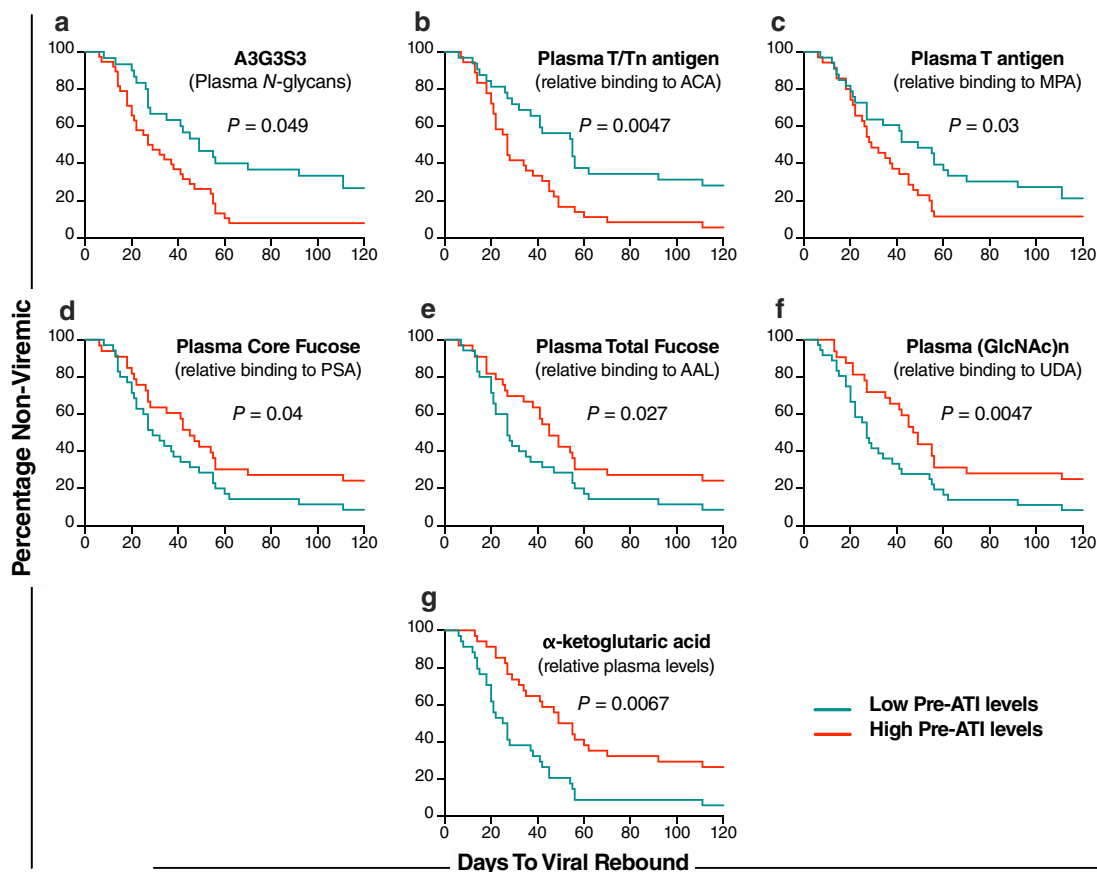 a
A3G3S3
(Plasma N-glycans)
P = 0.049
100
80
60
40
20
0
0 20 40 60 80 100 120
b
Plasma T/Tn antigen
(relative binding to ACA)
P = 0.0047
100
80
60
40
20
0
0 20 40 60 80 100 120
c
Plasma T antigen
(relative binding to MPA)
P = 0.03
100
80
60
40
20
0
0 20 40 60 80 100 120
Percentage Non-Viremic
d
Plasma Core Fucose
(relative binding to PSA)
P = 0.04
100
80
60
40
20
0
0 20 40 60 80 100 120
e
Plasma Total Fucose
(relative binding to AAL)
P = 0.027
100
80
60
40
20
0
0 20 40 60 80 100 120
f
Plasma (GlcNAc)n
(relative binding to UDA)
P = 0.0047
100
80
60
40
20
0
0 20 40 60 80 100 120
g
α-ketoglutaric acid
(relative plasma levels)
P = 0.0067
100
80
60
40
20
0
0 20 40 60 80 100 120
Low Pre-ATI levels
High Pre-ATI levels
Days To Viral Rebound